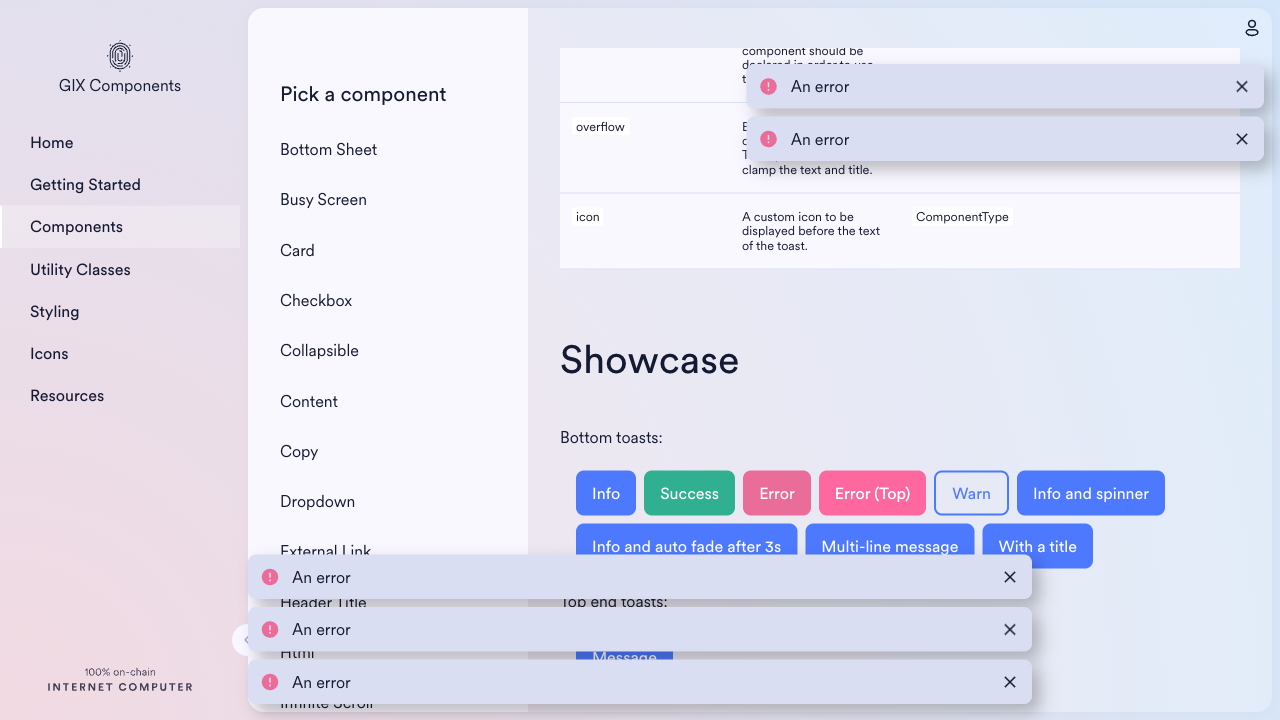 GIX Components
Home
Getting Started
Components
Utility Classes
Styling
Icons
Resources
100% on-chain
INTERNET COMPUTER
Pick a component
Bottom Sheet
Busy Screen
Card
Checkbox
Collapsible
Content
Copy
Dropdown
External Link
Header Title
Html
Infinite Scroll
component should be
declared in order to use
An error
An error
overflow
clamp the text and title.
icon
A custom icon to be
displayed before the text
of the toast.
ComponentType
Showcase
Bottom toasts:
Info
Success
Error
Error (Top)
Warn
Info and spinner
Info and auto fade after 3s
Multi-line message
With a title
Top end toasts:
Message
An error
An error
An error